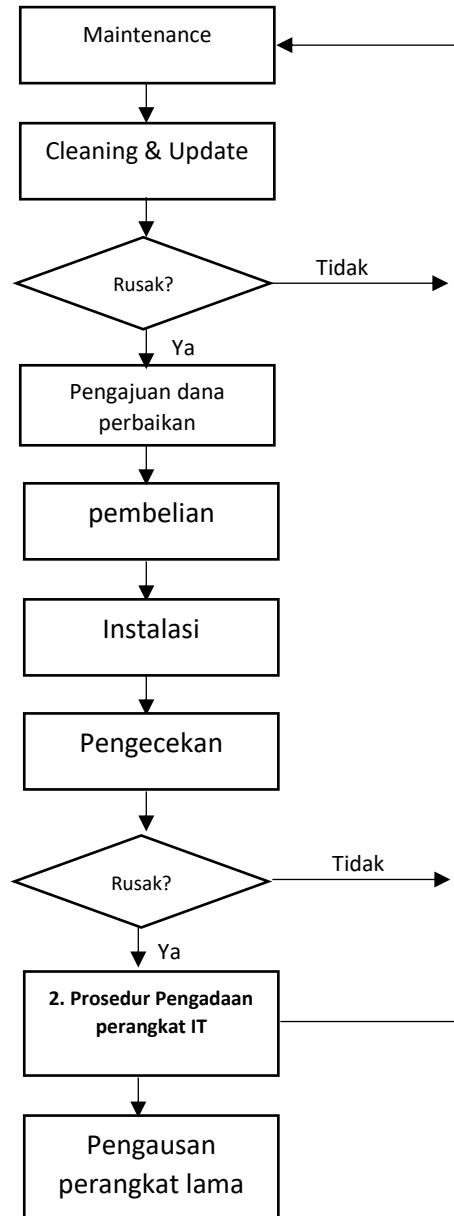 Maintenance
Cleaning & Update
Rusak?
Tidak
Ya
Pengajuan dana
perbaikan
pembelian
Instalasi
Pengecekan
Rusak?
Tidak
Ya
2. Prosedur Pengadaan
perangkat IT
Pengausan
perangkat lama